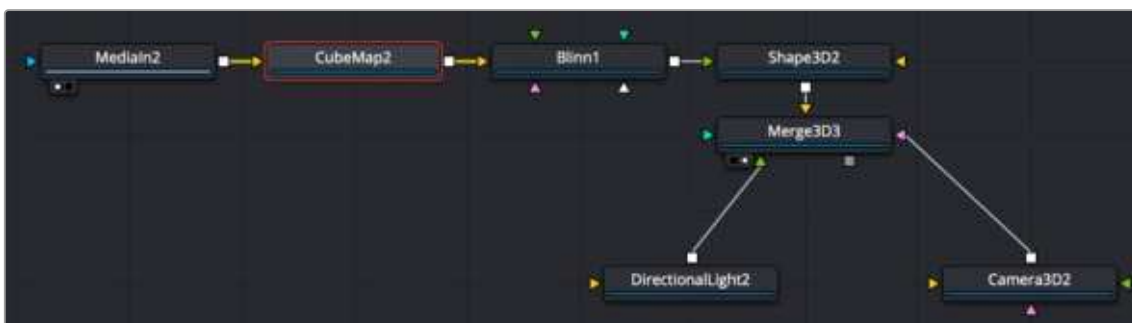 MediaIn2
CubeMap2
Blinn1
Shape3D2
Merge3D3
DirectionalLight2
Camera3D2